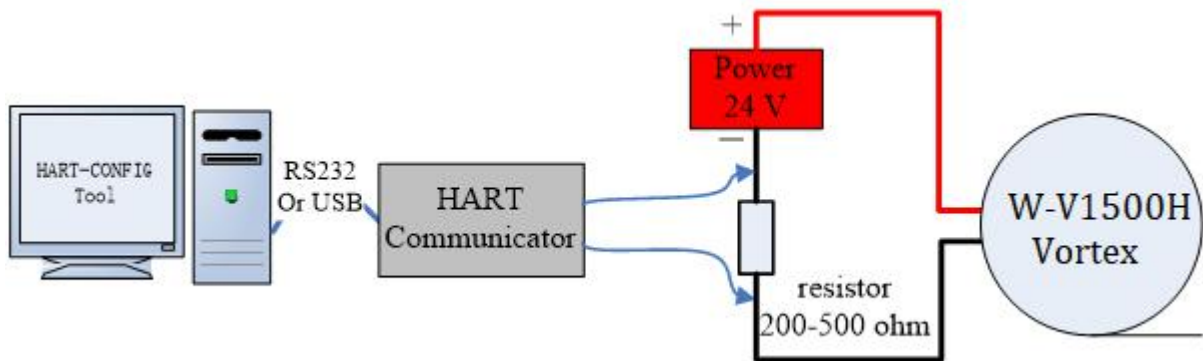 HART-CONFIG
Tool
RS232
Or USB
HART
Communicator
+
Power
24 V
−
resistor
200-500 ohm
W-V1500H
Vortex